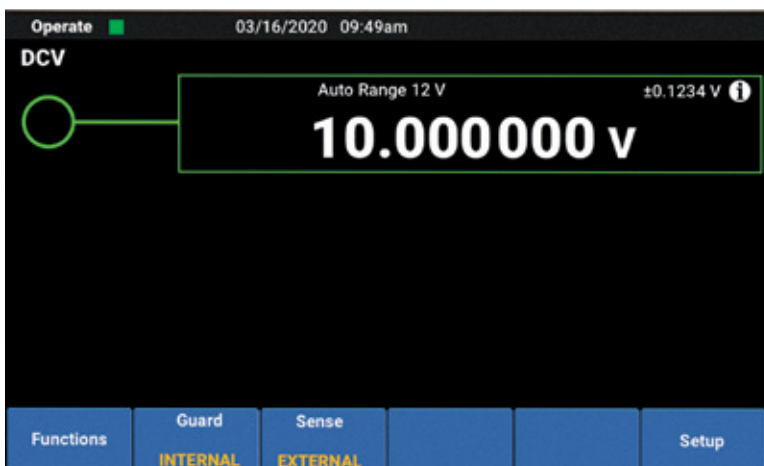 Operate 03/16/2020 09:49am
DCV
Auto Range 12 V ±0.1234 V i
10.000000 V
Guard Sense
Functions Setup
INTERNAL EXTERNAL